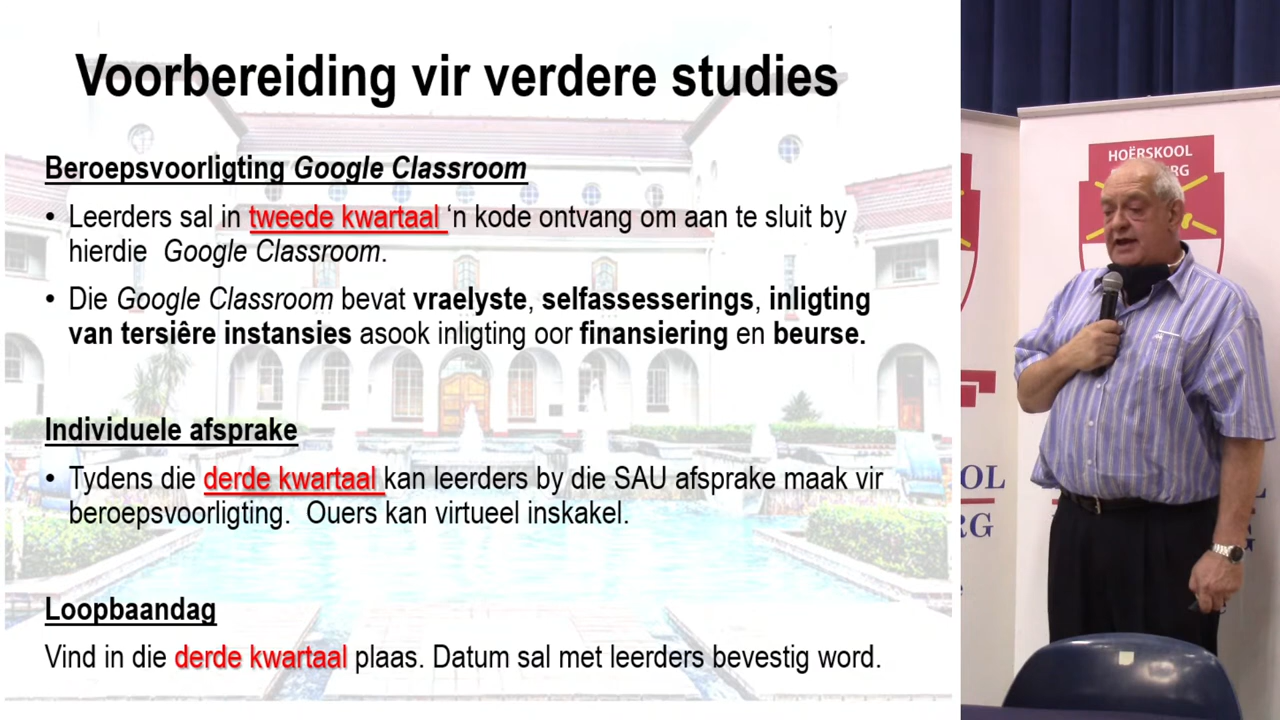 Voorbereiding vir verdere studies
Beroepsvoorligting Google Classroom
• Leerders sal in tweede kwartaal ‘n kode ontvang om aan te sluit by
hierdie Google Classroom.
• Die Google Classroom bevat vraelyste, selfassesserings, inligting
van tersiêre instansies asook inligting oor finansiering en beurse.
Individuele afsprake
• Tydens die derde kwartaal kan leerders by die SAU afsprake maak vir
beroepsvoorligting. Ouers kan virtueel inskakel.
Loopbaandag
Vind in die derde kwartaal plaas. Datum sal met leerders bevestig word.
HOËRSKOOL